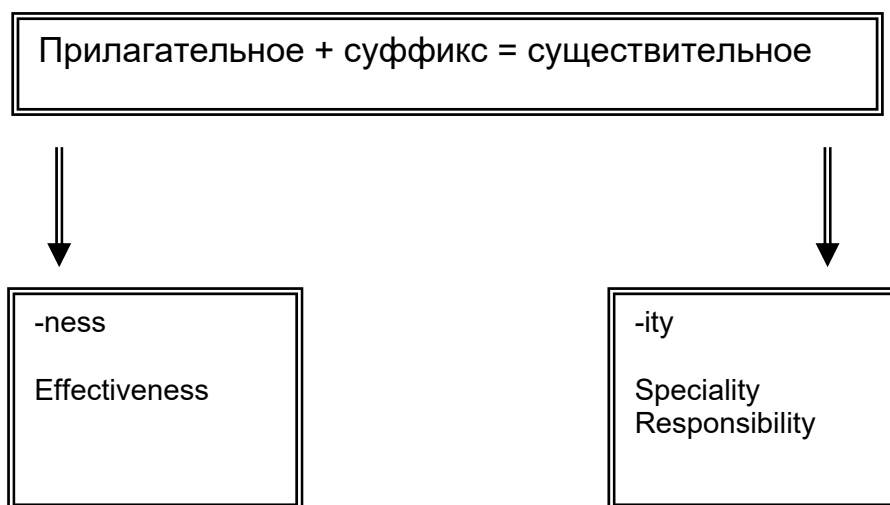 Прилагательное + суффикс = существительное
-ness
Effectiveness
-ity
Speciality
Responsibility